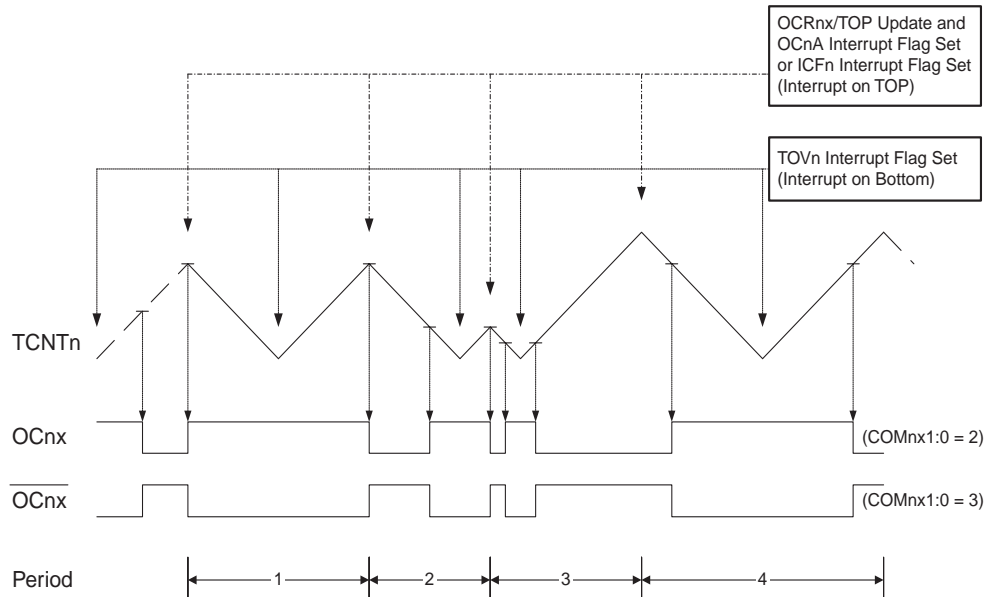 OCRnx/TOP Update and
OCnA Interrupt Flag Set
or ICFn Interrupt Flag Set
(Interrupt on TOP)
TOVn Interrupt Flag Set
(Interrupt on Bottom)
TCNTn
OCnx
(COMnx1:0 = 2)
OCnx
(COMnx1:0 = 3)
Period
1
2
3
4